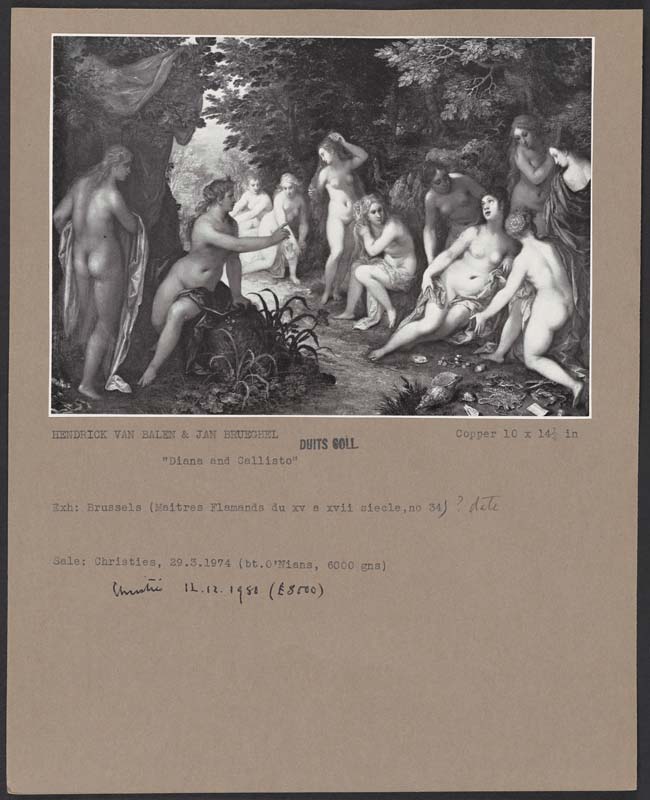 HENDRICK VAN BALEN & JAN BRUEGHEL
DUITS COLL.
Copper 10 x 14½ in
"Diana and Callisto"
Exh: Brussels (Maitres Flamands du xv e xvii siecle,no 34) ? date
Sale: Christies, 29.3.1974 (bt.O'Nians, 6000 gns)
Christie 12.12.1980 (£8500)